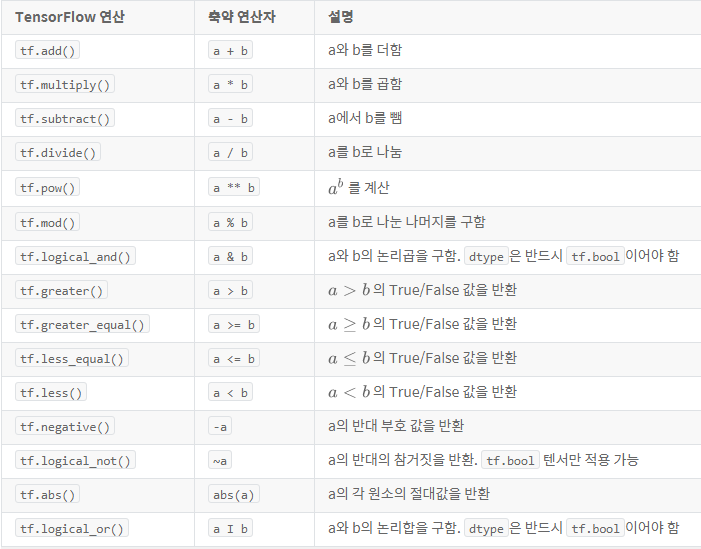 TensorFlow 연산 축약 연산자 설명
tf.add() a + b a와 b를 더함
tf.multiply() a * b a와 b를 곱함
tf.subtract() a - b a에서 b를 뺌
tf.divide() a / b a를 b로 나눔
tf.pow() a ** b a^b 를 계산
tf.mod() a % b a를 b로 나눈 나머지를 구함
tf.logical_and() a & b a와 b의 논리곱을 구함. dtype은 반드시 tf.bool이어야 함
tf.greater() a > b a > b 의 True/False 값을 반환
tf.greater_equal() a >= b a ≥ b 의 True/False 값을 반환
tf.less_equal() a <= b a ≤ b 의 True/False 값을 반환
tf.less() a < b a < b 의 True/False 값을 반환
tf.negative() -a a의 반대 부호 값을 반환
tf.logical_not() ~a a의 반대의 참거짓을 반환. tf.bool 텐서만 적용 가능
tf.abs() abs(a) a의 각 원소의 절대값을 반환
tf.logical_or() a I b a와 b의 논리합을 구함. dtype은 반드시 tf.bool이어야 함